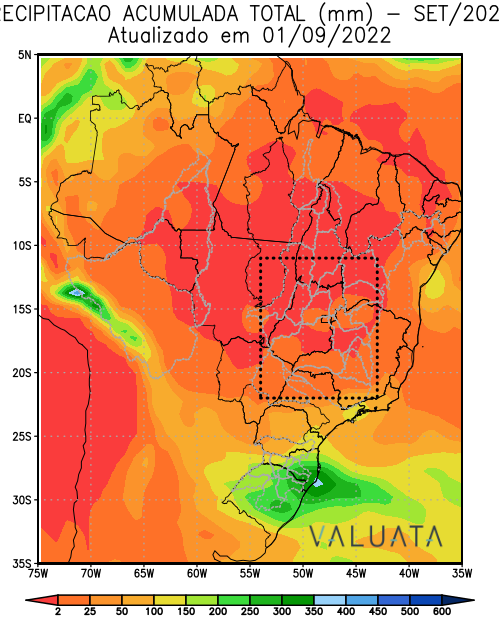 RECIPITACAO ACUMULADA TOTAL (mm) – SET/202
Atualizado em 01/09/2022
5N
EQ
5S
10S
15S
20S
25S
30S
35S
75W 70W 65W 60W 55W 50W 45W 40W 35W
VALUATA
2 25 50 100 150 200 250 300 350 400 450 500 600